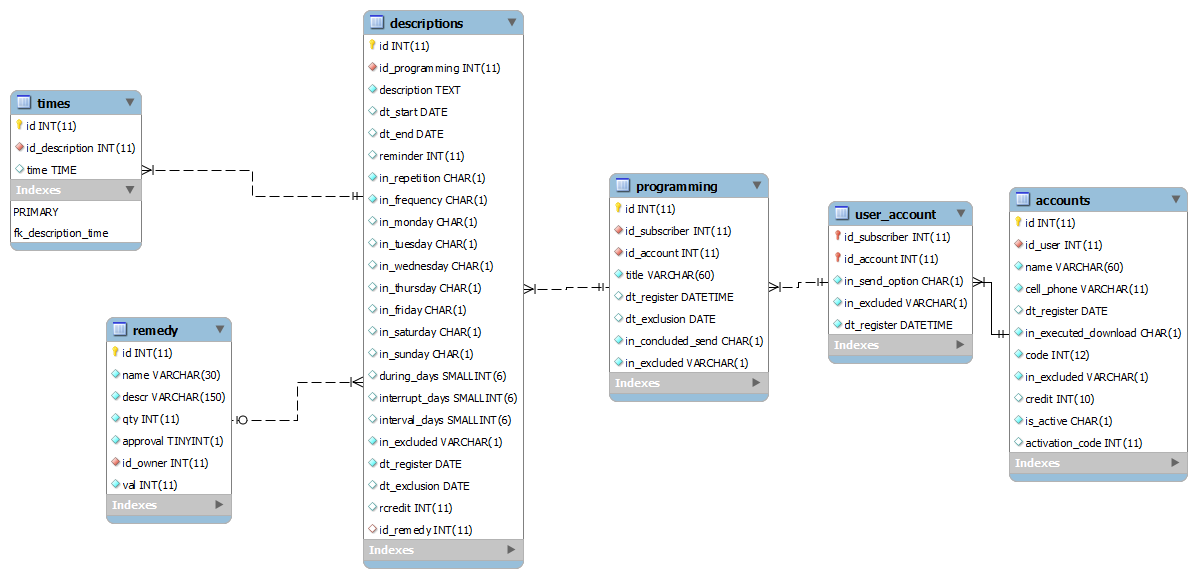 times
id INT(11)
id_description INT(11)
time TIME
Indexes
PRIMARY
fk_description_time
remedy
id INT(11)
name VARCHAR(30)
descr VARCHAR(150)
qty INT(11)
approval TINYINT(1)
id_owner INT(11)
val INT(11)
Indexes
descriptions
id INT(11)
id_programming INT(11)
description TEXT
dt_start DATE
dt_end DATE
reminder INT(11)
in_repetition CHAR(1)
in_frequency CHAR(1)
in_monday CHAR(1)
in_tuesday CHAR(1)
in_wednesday CHAR(1)
in_thursday CHAR(1)
in_friday CHAR(1)
in_saturday CHAR(1)
in_sunday CHAR(1)
during_days SMALLINT(6)
interrupt_days SMALLINT(6)
interval_days SMALLINT(6)
in_excluded VARCHAR(1)
dt_register DATE
dt_exclusion DATE
rcredit INT(11)
id_remedy INT(11)
Indexes
programming
id INT(11)
id_subscriber INT(11)
id_account INT(11)
title VARCHAR(60)
dt_register DATETIME
dt_exclusion DATE
in_concluded_send CHAR(1)
in_excluded VARCHAR(1)
Indexes
user_account
id_subscriber INT(11)
id_account INT(11)
in_send_option CHAR(1)
in_excluded VARCHAR(1)
dt_register DATETIME
Indexes
accounts
id INT(11)
id_user INT(11)
name VARCHAR(60)
cell_phone VARCHAR(11)
dt_register DATE
in_executed_download CHAR(1)
code INT(12)
in_excluded VARCHAR(1)
credit INT(10)
is_active CHAR(1)
activation_code INT(11)
Indexes